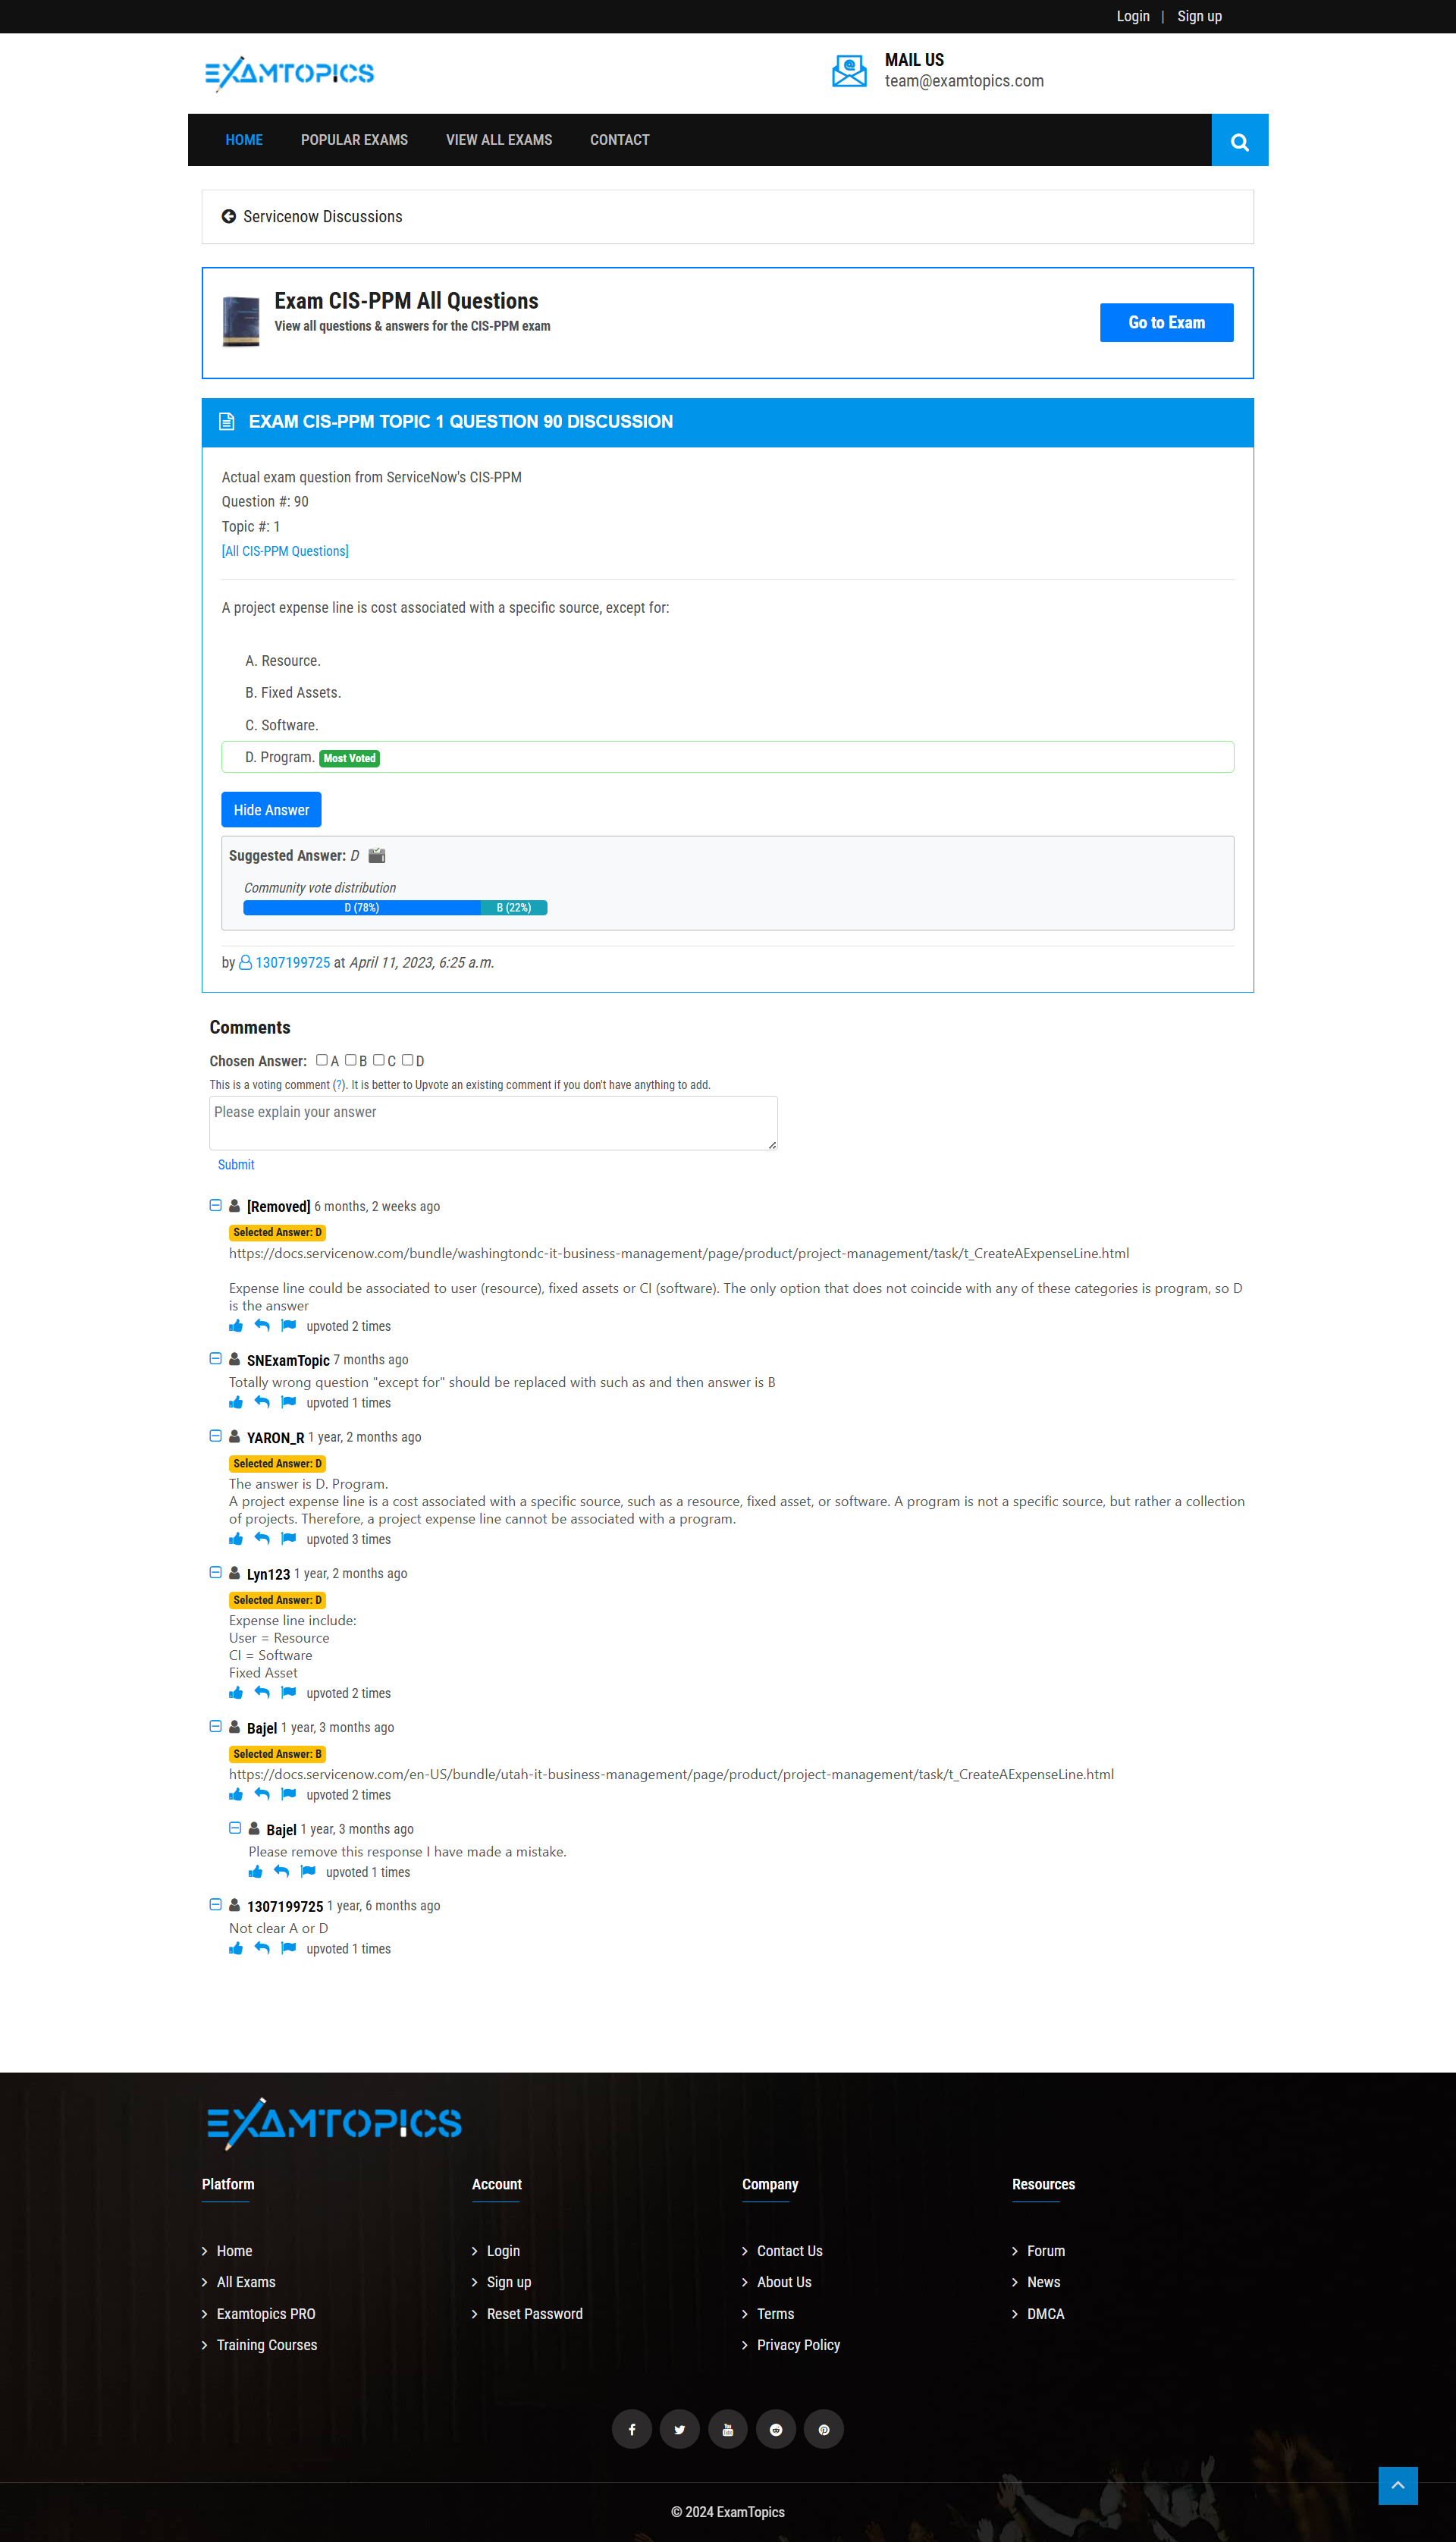 Login | Sign up
EXAMTOPICS
MAIL US
team@examtopics.com
HOME POPULAR EXAMS VIEW ALL EXAMS CONTACT
Servicenow Discussions
Exam CIS-PPM All Questions
View all questions & answers for the CIS-PPM exam
Go to Exam
EXAM CIS-PPM TOPIC 1 QUESTION 90 DISCUSSION
Actual exam question from ServiceNow's CIS-PPM
Question #: 90
Topic #: 1
[All CIS-PPM Questions]
A project expense line is cost associated with a specific source, except for:
A. Resource.
B. Fixed Assets.
C. Software.
D. Program. Most Voted
Hide Answer
Suggested Answer: D
Community vote distribution
D (78%) B (22%)
by 1307199725 at April 11, 2023, 6:25 a.m.
Comments
Chosen Answer: A B C D
This is a voting comment (?). It is better to Upvote an existing comment if you don't have anything to add.
Please explain your answer
Submit
[Removed] 6 months, 2 weeks ago
Selected Answer: D
https://docs.servicenow.com/bundle/washingtondc-it-business-management/page/product/project-management/task/t_CreateAExpenseLine.html
Expense line could be associated to user (resource), fixed assets or CI (software). The only option that does not coincide with any of these categories is program, so D
is the answer
upvoted 2 times
SNExamTopic 7 months ago
Totally wrong question "except for" should be replaced with such as and then answer is B
upvoted 1 times
YARON_R 1 year, 2 months ago
Selected Answer: D
The answer is D. Program.
A project expense line is a cost associated with a specific source, such as a resource, fixed asset, or software. A program is not a specific source, but rather a collection
of projects. Therefore, a project expense line cannot be associated with a program.
upvoted 3 times
Lyn123 1 year, 2 months ago
Selected Answer: D
Expense line include:
User = Resource
CI = Software
Fixed Asset
upvoted 2 times
Bajel 1 year, 3 months ago
Selected Answer: B
https://docs.servicenow.com/en-US/bundle/utah-it-business-management/page/product/project-management/task/t_CreateAExpenseLine.html
upvoted 2 times
Bajel 1 year, 3 months ago
Please remove this response I have made a mistake.
upvoted 1 times
1307199725 1 year, 6 months ago
Not clear A or D
upvoted 1 times
EXAMTOPICS
Platform Account Company Resources
Home Login Contact Us Forum
All Exams Sign up About Us News
Examtopics PRO Reset Password Terms DMCA
Training Courses Privacy Policy
© 2024 ExamTopics